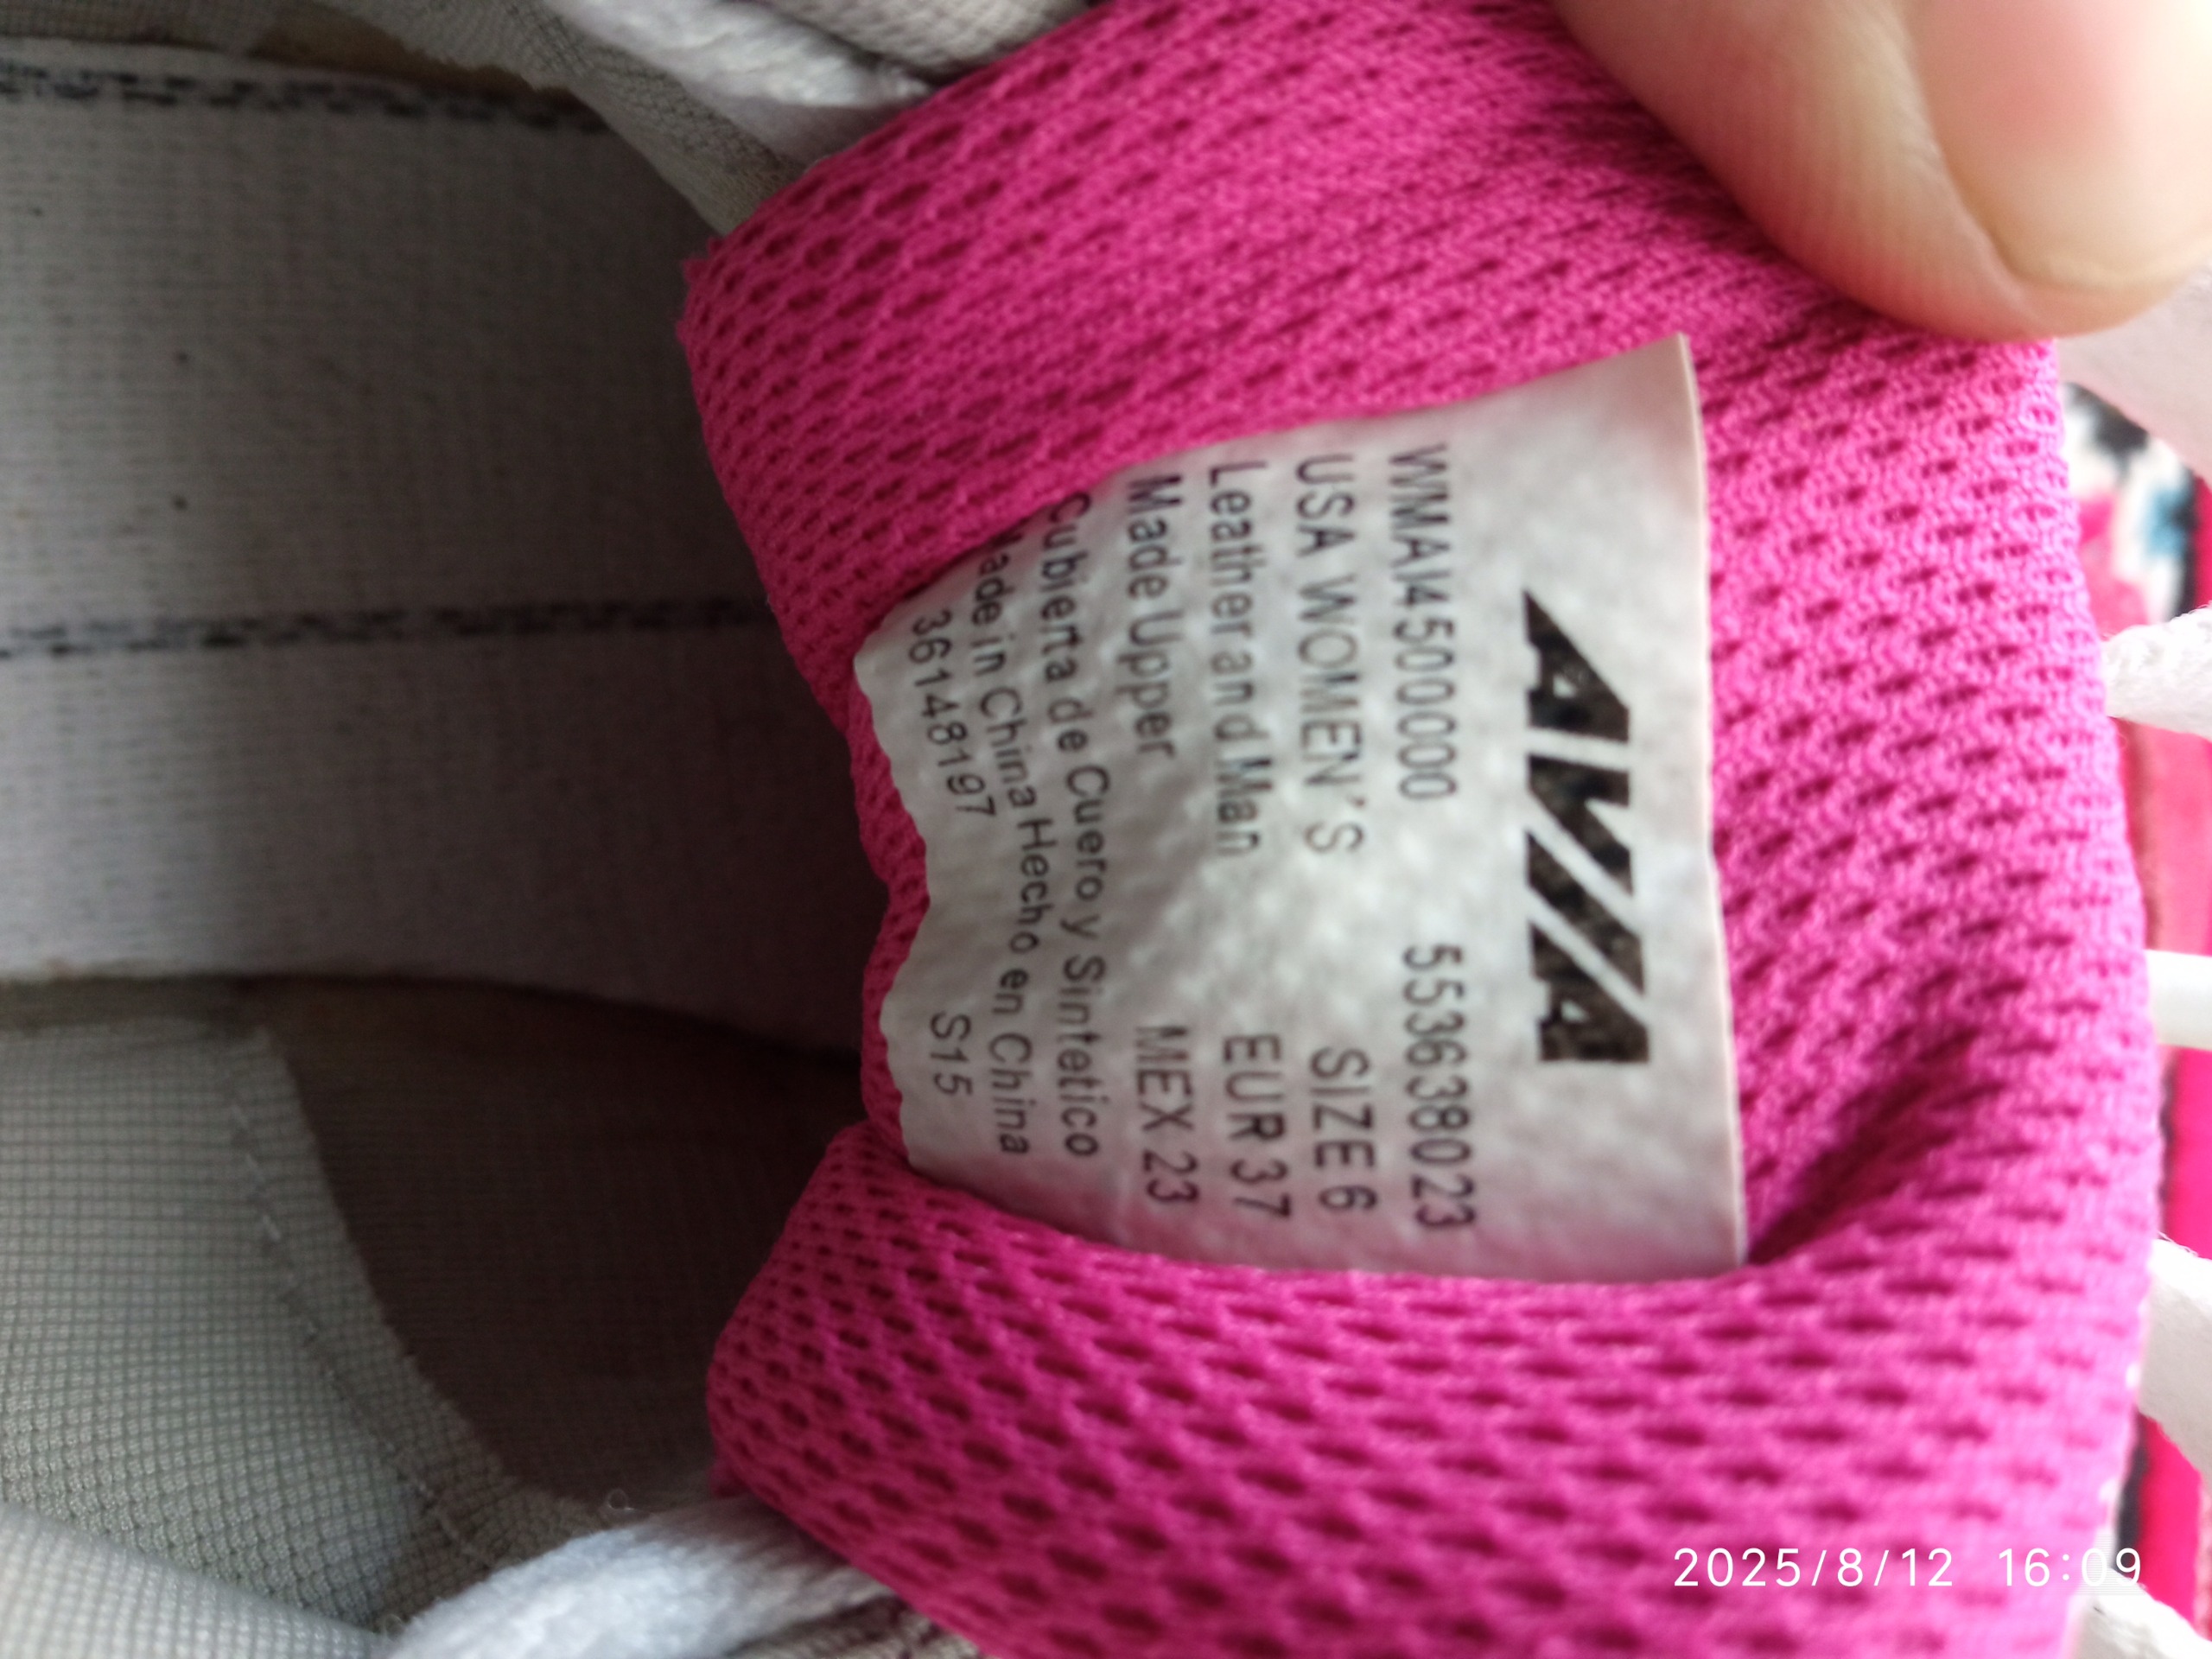 AVIA
WMAI4500000 553638023
USA WOMEN'S SIZE 6
Leather and Man EUR 37
Made Upper MEX 23
Cubierta de Cuero y Sintetico
ade in China Hecho en China
36148197 S15
2025/8/12 16:09